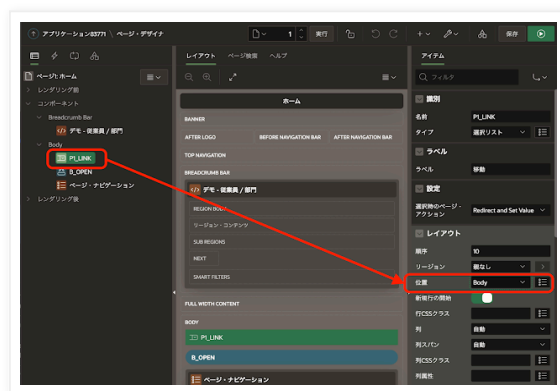 アプリケーション63771 \ ページ・デザイナ
1
実行
保存
レイアウト ページ検索 ヘルプ
アイテム
ページ1: ホーム
レンダリング前
コンポーネント
Breadcrumb Bar
デモ - 従業員 / 部門
Body
P1_LINK
B_OPEN
ページ・ナビゲーション
レンダリング後
ホーム
BANNER
AFTER LOGO BEFORE NAVIGATION BAR AFTER NAVIGATION BAR
TOP NAVIGATION
BREADCRUMB BAR
デモ - 従業員 / 部門
REGION BODY
リージョン・コンテンツ
SUB REGIONS
NEXT
SMART FILTERS
FULL WIDTH CONTENT
BODY
P1_LINK
B_OPEN
ページ・ナビゲーション
フィルタ
識別
名前 P1_LINK
タイプ 選択リスト
ラベル
ラベル 移動
設定
選択時のページ・アクション Redirect and Set Value
レイアウト
順序 10
リージョン 親なし
位置 Body
新規行の開始
行CSSクラス
列 自動
列スパン 自動
列CSSクラス
列属性